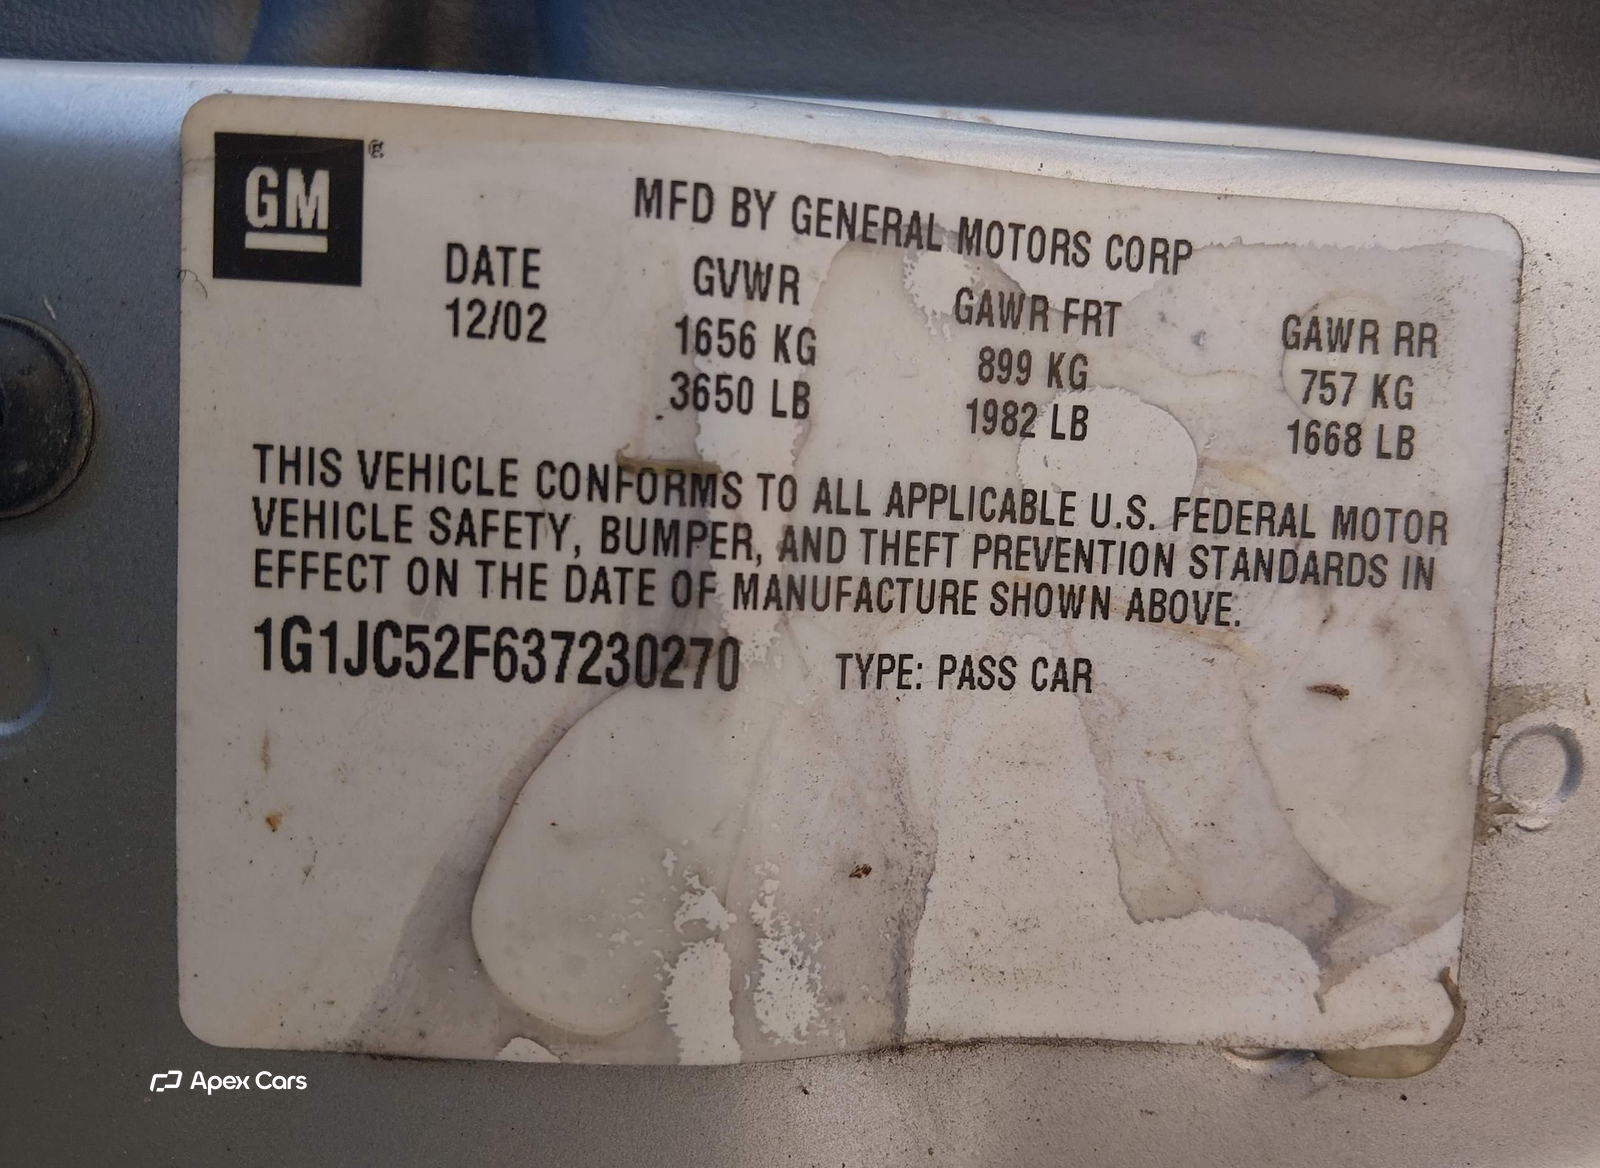 GM
MFD BY GENERAL MOTORS CORP
DATE GVWR GAWR FRT GAWR RR
12/02 1656 KG 899 KG 757 KG
3650 LB 1982 LB 1668 LB
THIS VEHICLE CONFORMS TO ALL APPLICABLE U.S. FEDERAL MOTOR
VEHICLE SAFETY, BUMPER, AND THEFT PREVENTION STANDARDS IN
EFFECT ON THE DATE OF MANUFACTURE SHOWN ABOVE.
1G1JC52F637230270 TYPE: PASS CAR
Apex Cars